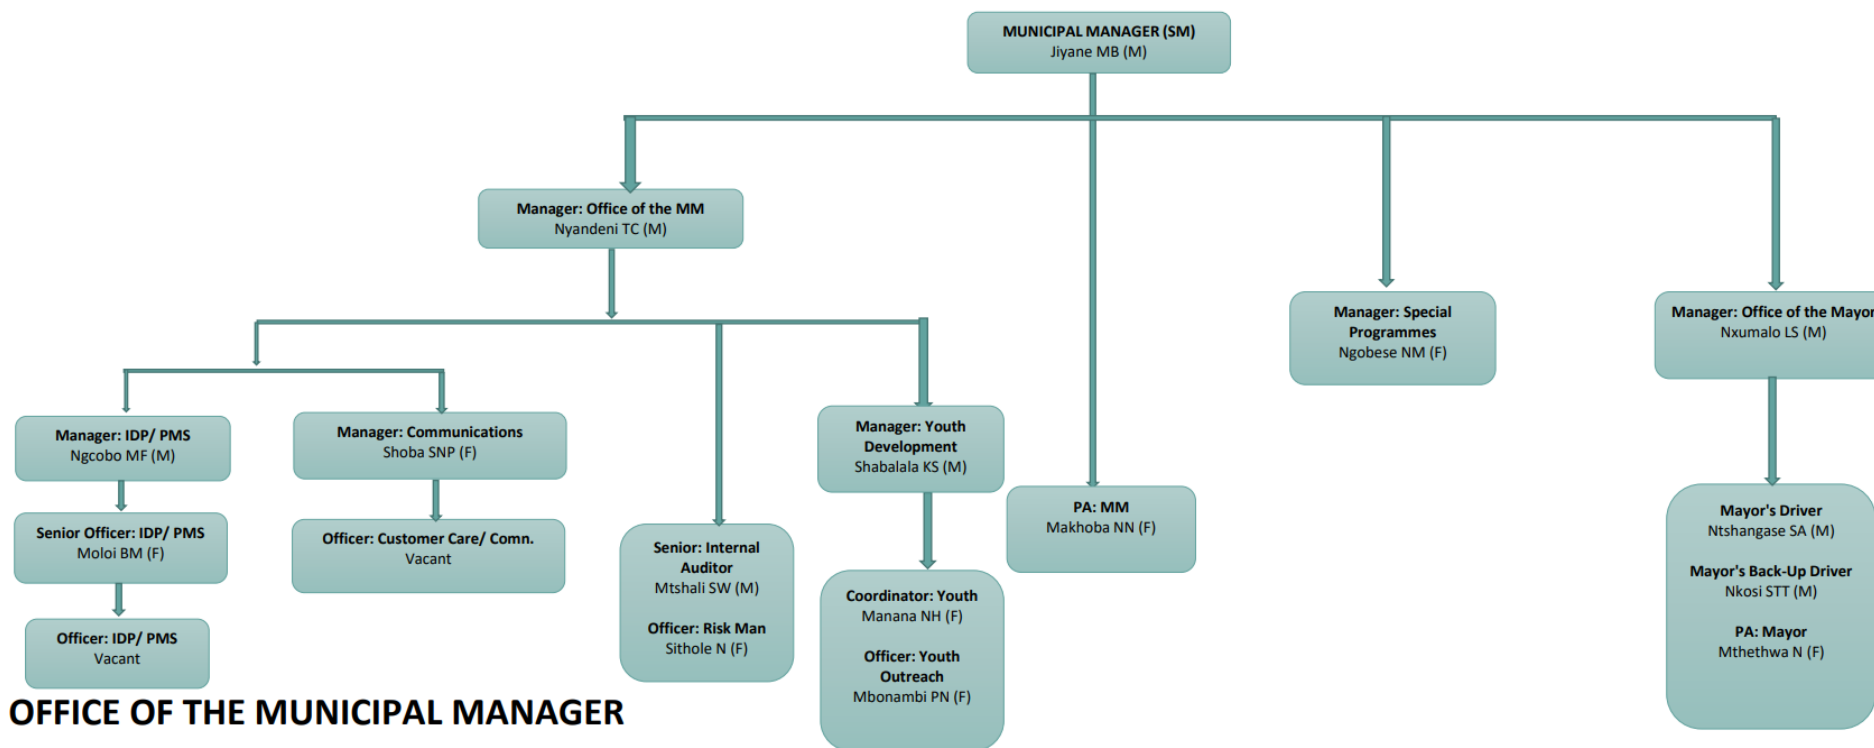 MUNICIPAL MANAGER (SM)
Jiyane MB (M)
Manager: Office of the MM
Nyandeni TC (M)
Manager: Special
Programmes
Ngobese NM (F)
Manager: Office of the Mayor
Nxumalo LS (M)
Manager: IDP/ PMS
Ngcobo MF (M)
Manager: Communications
Shoba SNP (F)
Manager: Youth
Development
Shabalala KS (M)
PA: MM
Makhoba NN (F)
Mayor's Driver
Ntshangase SA (M)
Mayor's Back-Up Driver
Nkosi STT (M)
PA: Mayor
Mthethwa N (F)
Senior Officer: IDP/ PMS
Moloi BM (F)
Officer: Customer Care/ Comn.
Vacant
Senior: Internal
Auditor
Mtshali SW (M)
Officer: Risk Man
Sithole N (F)
Coordinator: Youth
Manana NH (F)
Officer: Youth
Outreach
Mbonambi PN (F)
Officer: IDP/ PMS
Vacant
OFFICE OF THE MUNICIPAL MANAGER